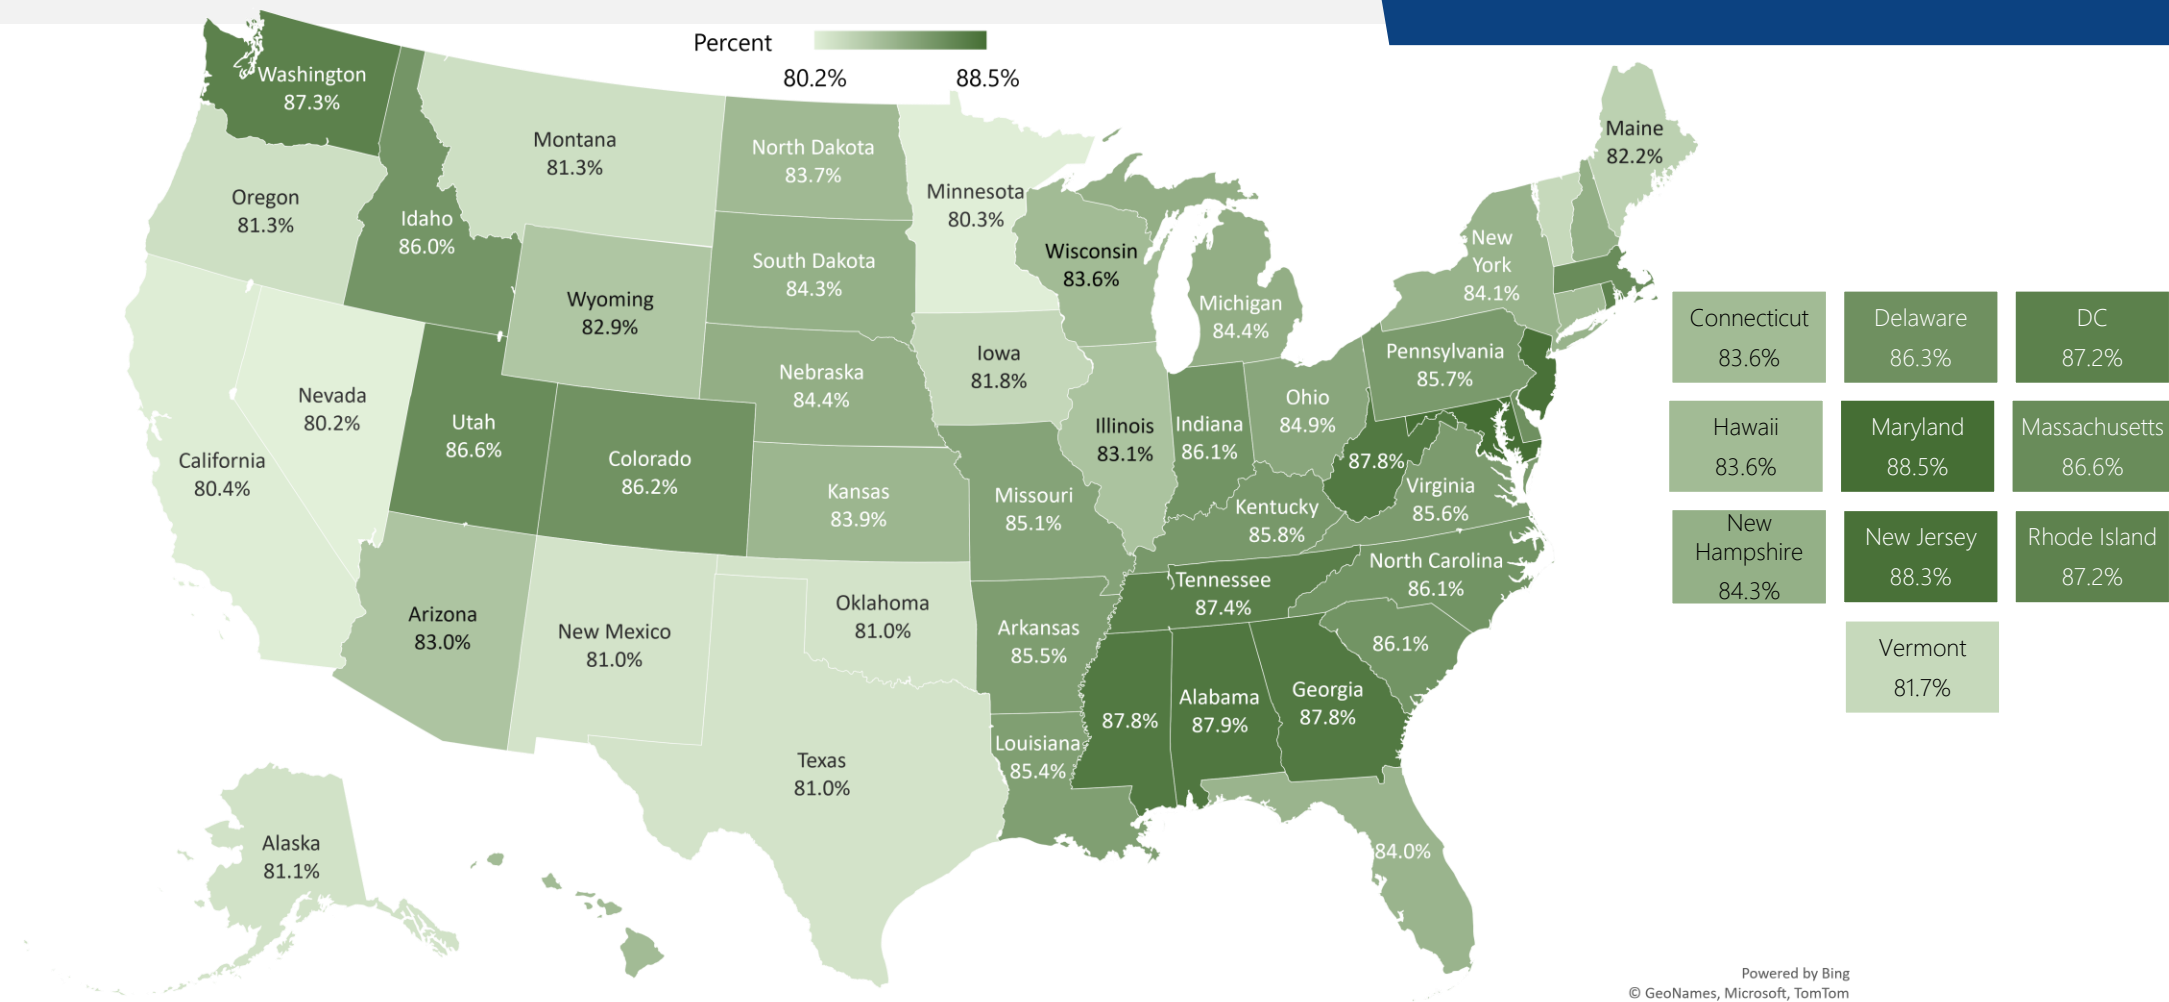 Percent
80.2% 88.5%
Washington
87.3%
Montana
81.3%
North Dakota
83.7%
Minnesota
80.3%
Maine
82.2%
Oregon
81.3%
Idaho
86.0%
Wyoming
82.9%
South Dakota
84.3%
Wisconsin
83.6%
Michigan
84.4%
New
York
84.1%
Nevada
80.2%
Utah
86.6%
Colorado
86.2%
Nebraska
84.4%
Iowa
81.8%
Illinois
83.1%
Indiana
86.1%
Ohio
84.9%
Pennsylvania
85.7%
California
80.4%
Kansas
83.9%
Missouri
85.1%
Kentucky
85.8%
87.8%
Virginia
85.6%
Arizona
83.0%
New Mexico
81.0%
Oklahoma
81.0%
Arkansas
85.5%
Tennessee
87.4%
North Carolina
86.1%
86.1%
Texas
81.0%
Louisiana
85.4%
87.8%
Alabama
87.9%
Georgia
87.8%
84.0%
Alaska
81.1%
Connecticut
83.6%
Delaware
86.3%
DC
87.2%
Hawaii
83.6%
Maryland
88.5%
Massachusetts
86.6%
New
Hampshire
84.3%
New Jersey
88.3%
Rhode Island
87.2%
Vermont
81.7%
Powered by Bing
© GeoNames, Microsoft, TomTom